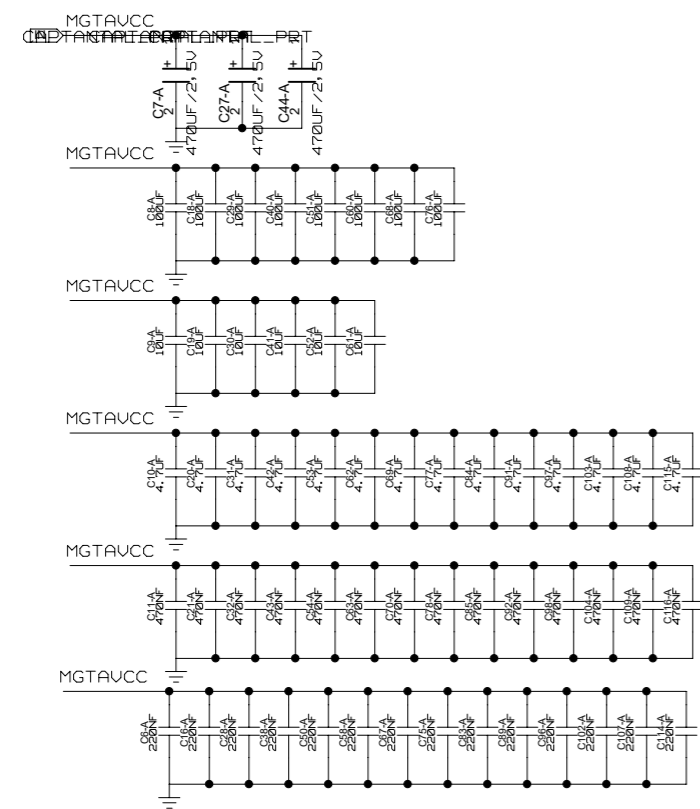 MGTAVCC
+ + +
C7-A 2 470UF/2,5V C27-A 2 470UF/2,5V C44-A 2 470UF/2,5V
MGTAVCC
C8-A 100UF C18-A 100UF C29-A 100UF C40-A 100UF C51-A 100UF C60-A 100UF C68-A 100UF C76-A 100UF
MGTAVCC
C9-A 10UF C19-A 10UF C30-A 10UF C41-A 10UF C52-A 10UF C61-A 10UF
MGTAVCC
C10-A 4.7UF C20-A 4.7UF C31-A 4.7UF C42-A 4.7UF C53-A 4.7UF C62-A 4.7UF C69-A 4.7UF C77-A 4.7UF C84-A 4.7UF C91-A 4.7UF C97-A 4.7UF C103-A 4.7UF C108-A 4.7UF C115-A 4.7UF
MGTAVCC
C11-A 470NF C21-A 470NF C32-A 470NF C43-A 470NF C54-A 470NF C63-A 470NF C70-A 470NF C78-A 470NF C85-A 470NF C92-A 470NF C98-A 470NF C104-A 470NF C109-A 470NF C116-A 470NF
MGTAVCC
C6-A 220NF C16-A 220NF C28-A 220NF C38-A 220NF C50-A 220NF C58-A 220NF C67-A 220NF C75-A 220NF C83-A 220NF C89-A 220NF C96-A 220NF C102-A 220NF C107-A 220NF C114-A 220NF